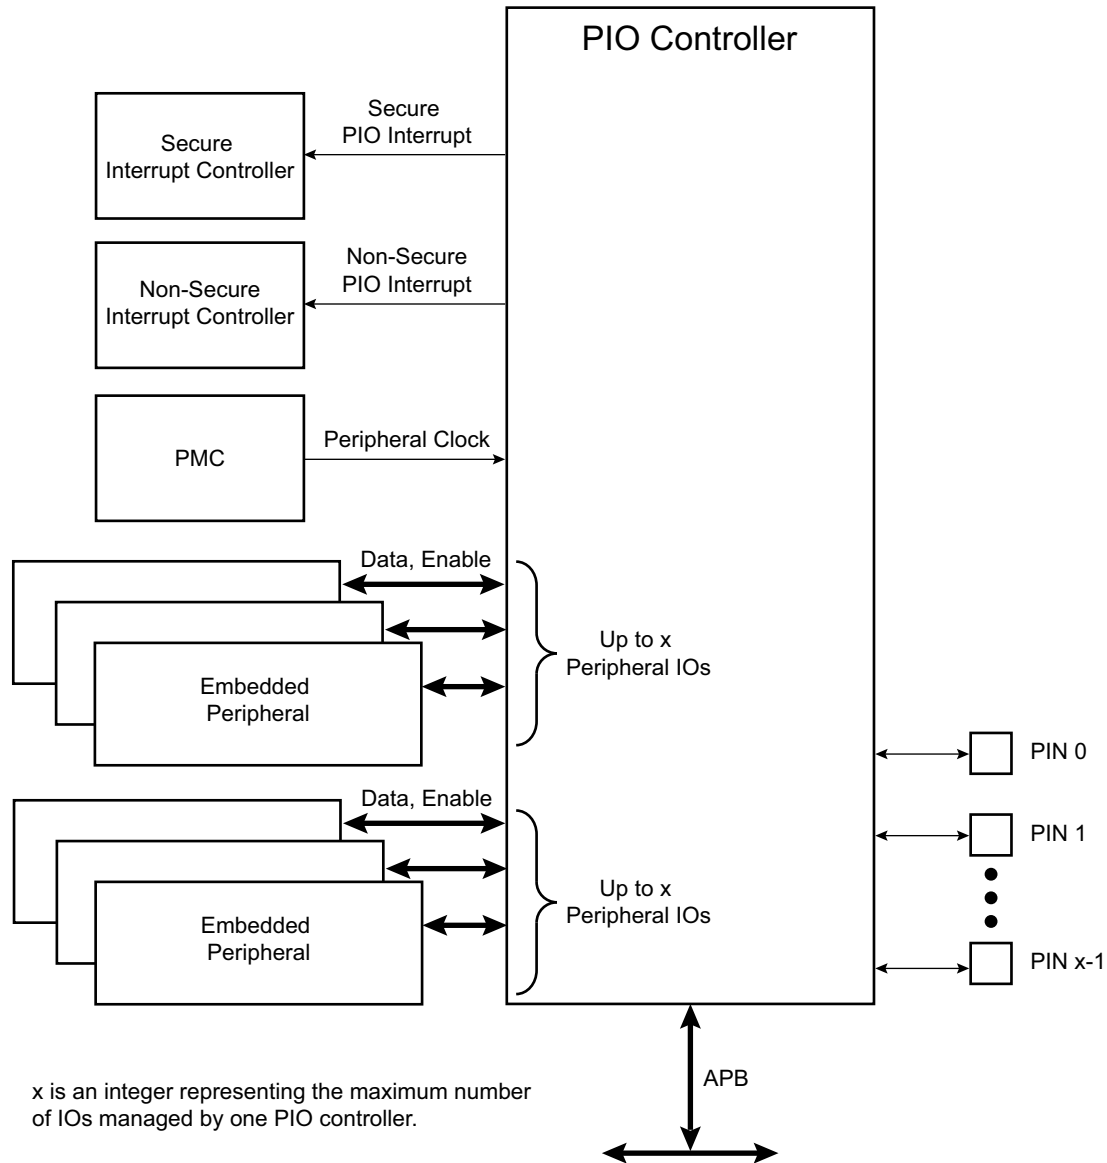 PIO Controller
Secure
PIO Interrupt
Secure
Interrupt Controller
Non-Secure
PIO Interrupt
Non-Secure
Interrupt Controller
Peripheral Clock
PMC
Data, Enable
Up to x
Peripheral IOs
Embedded
Peripheral
PIN 0
Data, Enable
PIN 1
Up to x
Peripheral IOs
Embedded
Peripheral
PIN x-1
APB
x is an integer representing the maximum number
of IOs managed by one PIO controller.